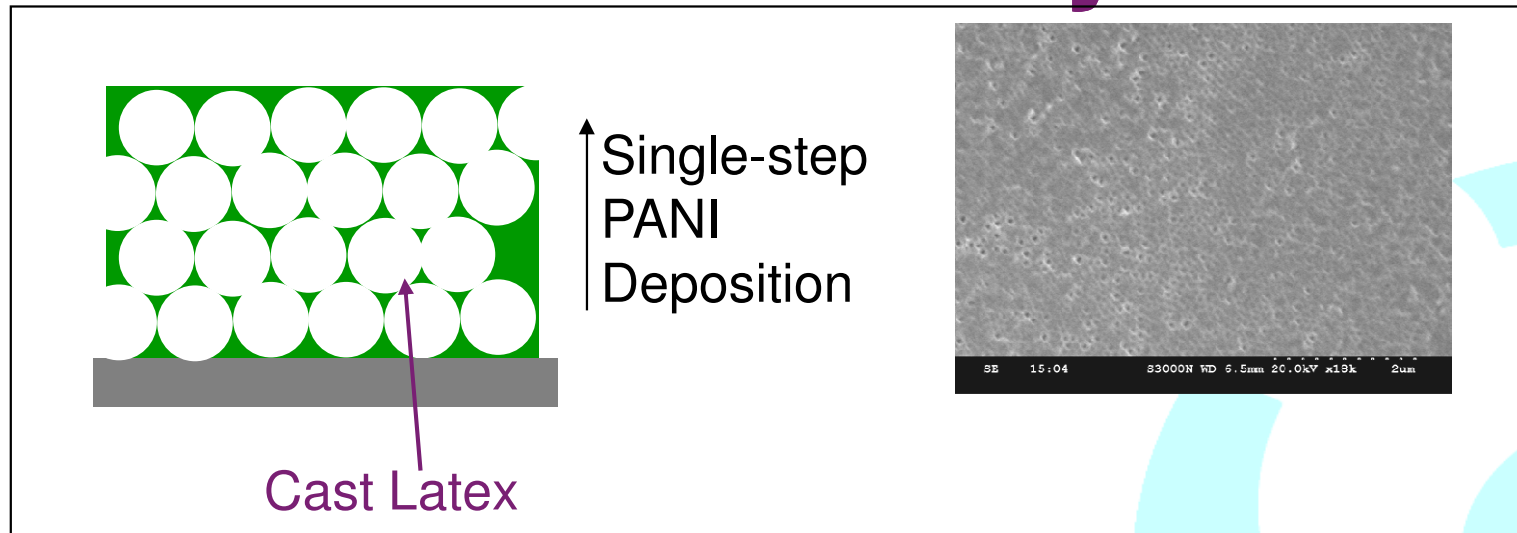 Single-step
PANI
Deposition
Cast Latex
SE 15:04 S3000N WD 6.5mm 20.0kV x18k 2um